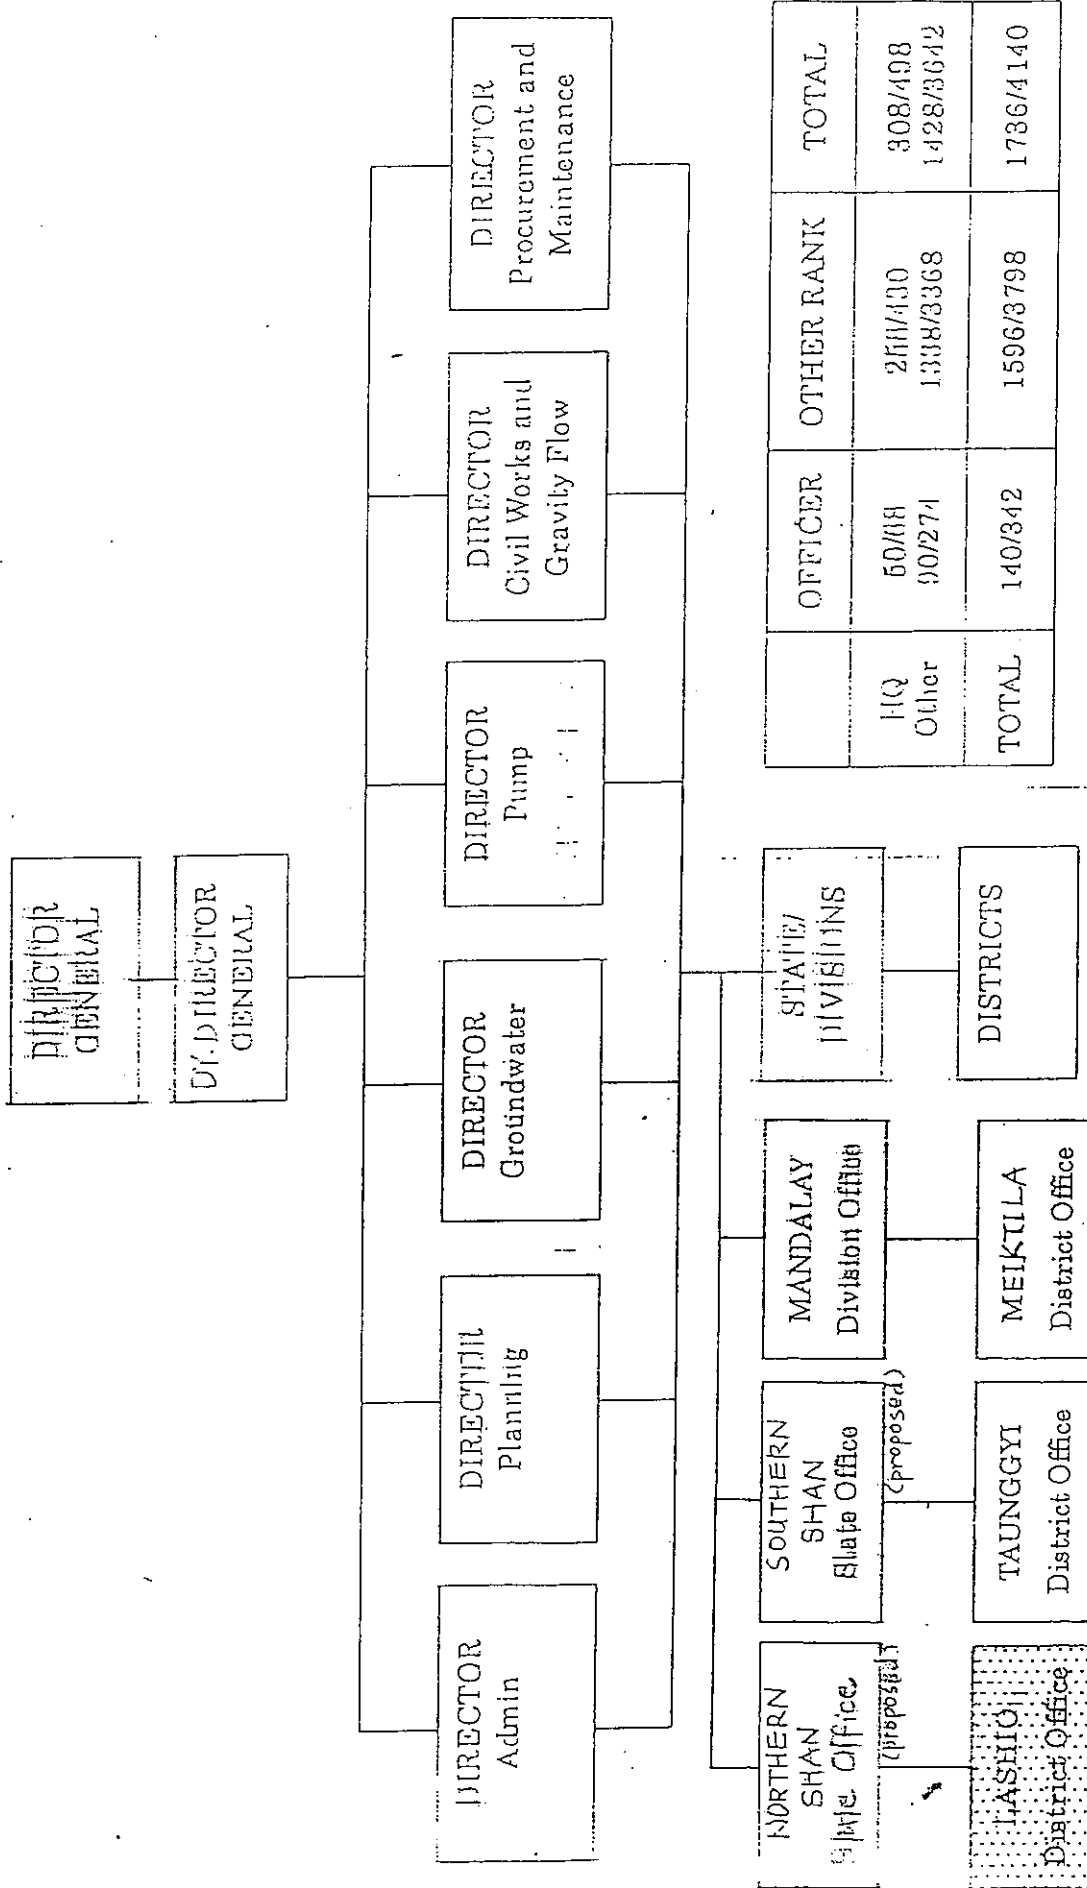 DIRECTOR
GENERAL
DY.DIRECTOR
GENERAL
DIRECTOR
Admin
DIRECTOR
Planning
DIRECTOR
Groundwater
DIRECTOR
Pump
DIRECTOR
Civil Works and
Gravity Flow
DIRECTOR
Procurement and
Maintenance
NORTHERN
SHAN
State Office
(proposed)
SOUTHERN
SHAN
State Office
(proposed)
MANDALAY
Division Office
STATE/
DIVISIONS
LASHIO
District Office
TAUNGGYI
District Office
MEIKTILA
District Office
DISTRICTS
OFFICER OTHER RANK TOTAL
HQ 50/68 258/430 308/498
Other 90/274 1338/3368 1428/3642
TOTAL 140/342 1596/3798 1736/4140